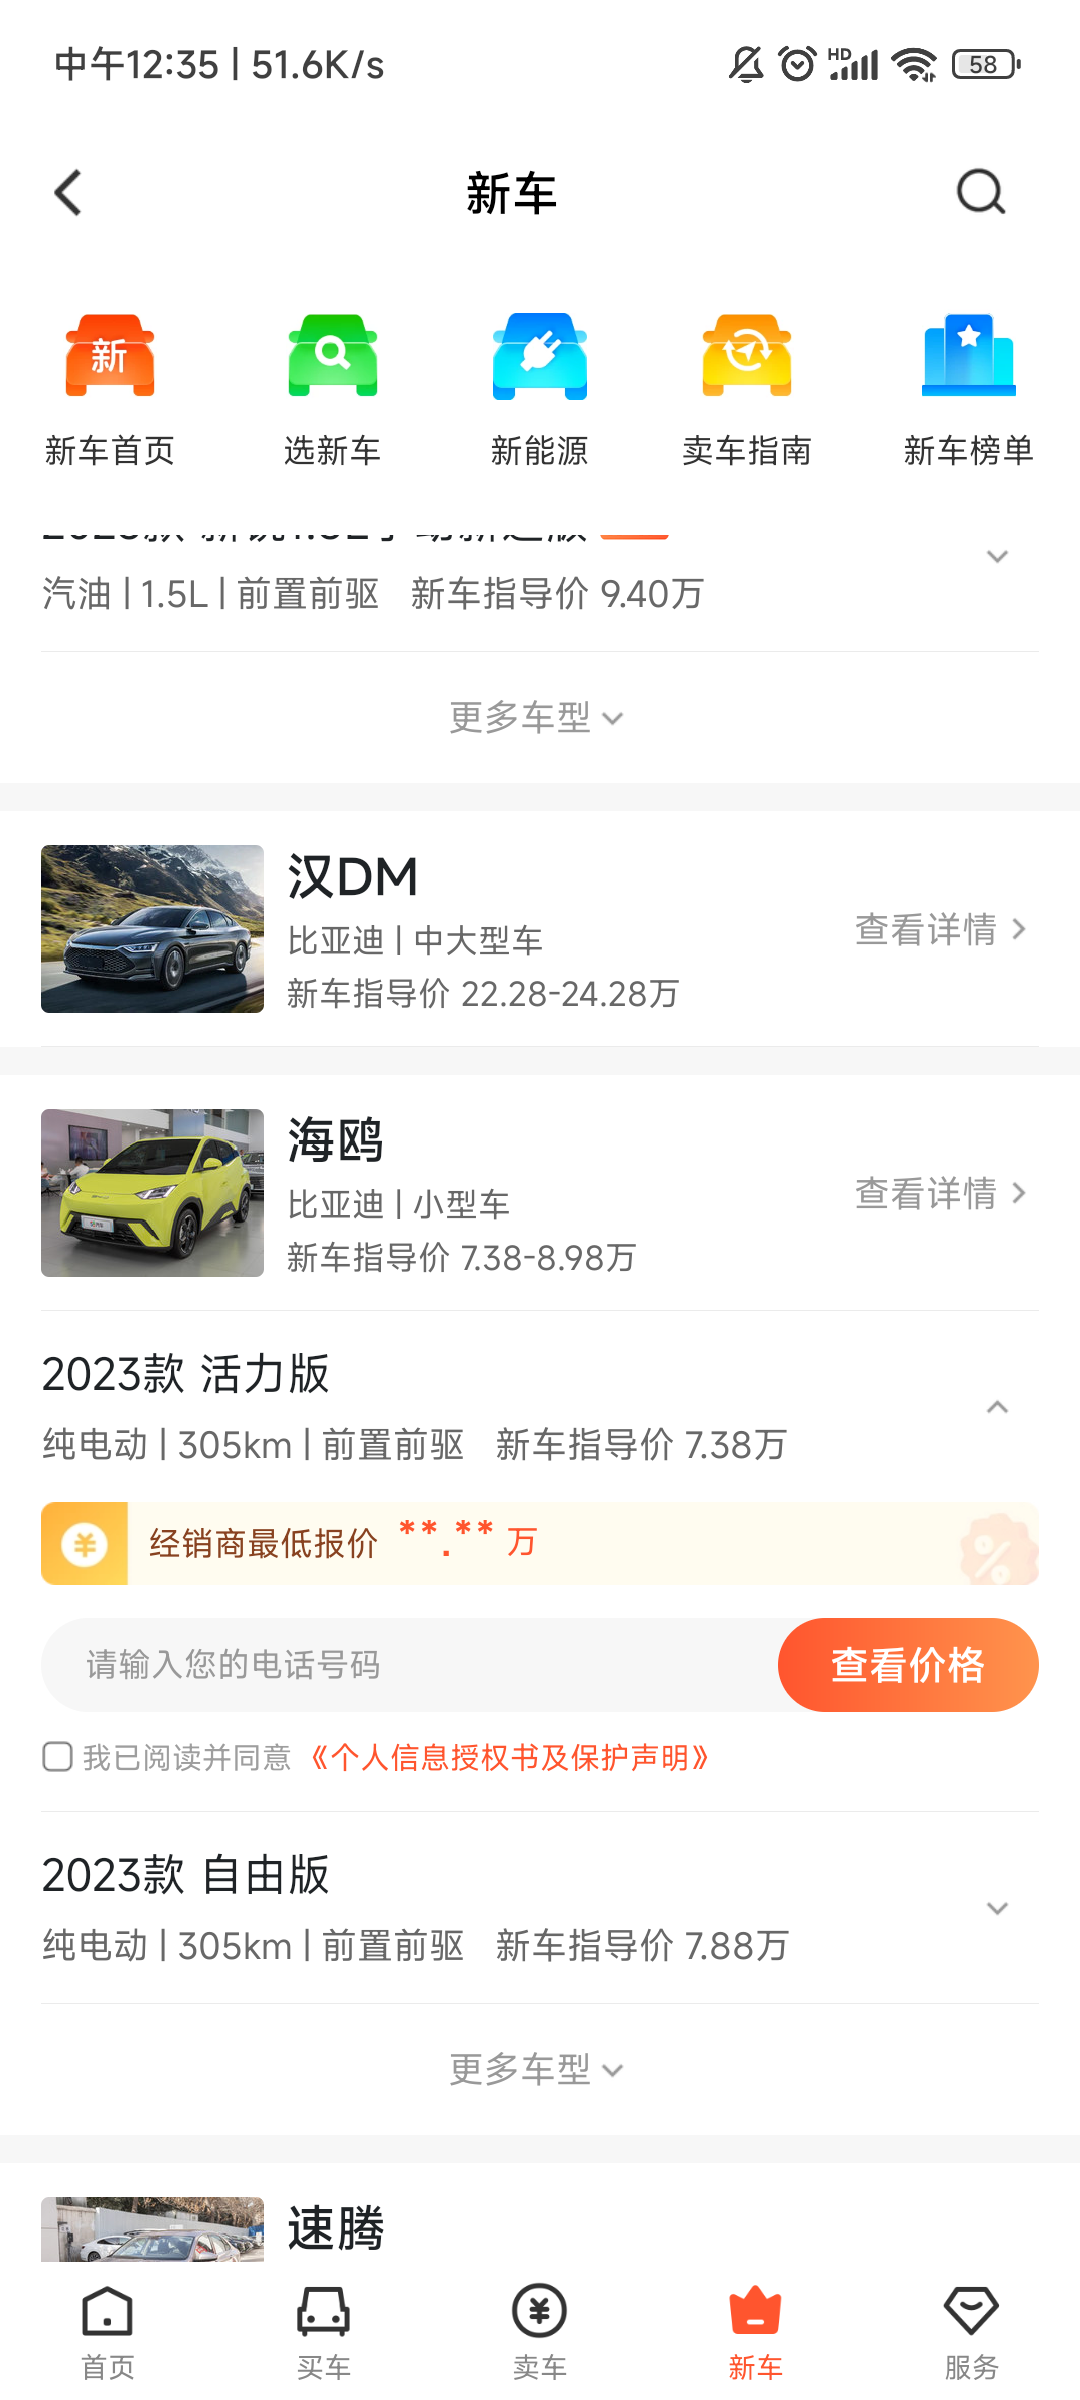 中午12:35 | 51.6K/s
HD
58
新车
新
新车首页
选新车
新能源
卖车指南
新车榜单
汽油 | 1.5L | 前置前驱 新车指导价 9.40万
更多车型
汉DM
比亚迪 | 中大型车
新车指导价 22.28-24.28万
查看详情
海鸥
比亚迪 | 小型车
新车指导价 7.38-8.98万
查看详情
2023款 活力版
纯电动 | 305km | 前置前驱 新车指导价 7.38万
¥
经销商最低报价 **.** 万
%
请输入您的电话号码
查看价格
我已阅读并同意《个人信息授权书及保护声明》
2023款 自由版
纯电动 | 305km | 前置前驱 新车指导价 7.88万
更多车型
速腾
首页
买车
¥
卖车
新车
服务